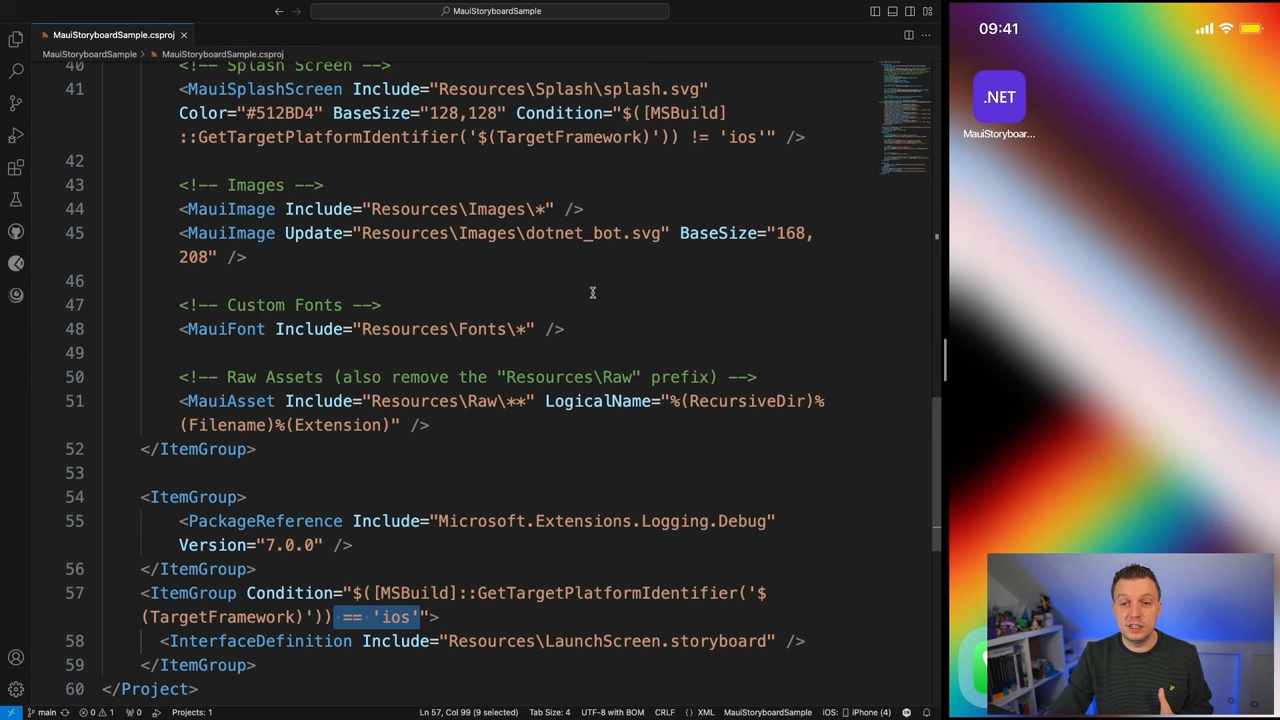 MauiStoryboardSample
MauiStoryboardSample.csproj
MauiStoryboardSample > MauiStoryboardSample.csproj
40 <!-- Splash Screen -->
41 <MauiSplashScreen Include="Resources\Splash\splash.svg"
Color="#512BD4" BaseSize="128,128" Condition="$([MSBuild]
::GetTargetPlatformIdentifier('$(TargetFramework)')) != 'ios'" />
42
43 <!-- Images -->
44 <MauiImage Include="Resources\Images\*" />
45 <MauiImage Update="Resources\Images\dotnet_bot.svg" BaseSize="168,
208" />
46
47 <!-- Custom Fonts -->
48 <MauiFont Include="Resources\Fonts\*" />
49
50 <!-- Raw Assets (also remove the "Resources\Raw" prefix) -->
51 <MauiAsset Include="Resources\Raw\**" LogicalName="%(RecursiveDir)%
(Filename)%(Extension)" />
52 </ItemGroup>
53
54 <ItemGroup>
55 <PackageReference Include="Microsoft.Extensions.Logging.Debug"
Version="7.0.0" />
56 </ItemGroup>
57 <ItemGroup Condition="$([MSBuild]::GetTargetPlatformIdentifier('$
(TargetFramework)')) == 'ios'">
58 <InterfaceDefinition Include="Resources\LaunchScreen.storyboard" />
59 </ItemGroup>
60 </Project>
main 0 1 0 Projects: 1 Ln 57, Col 99 (9 selected) Tab Size: 4 UTF-8 with BOM CRLF XML MauiStoryboardSample iOS: iPhone (4)
09:41
.NET
MauiStoryboar...